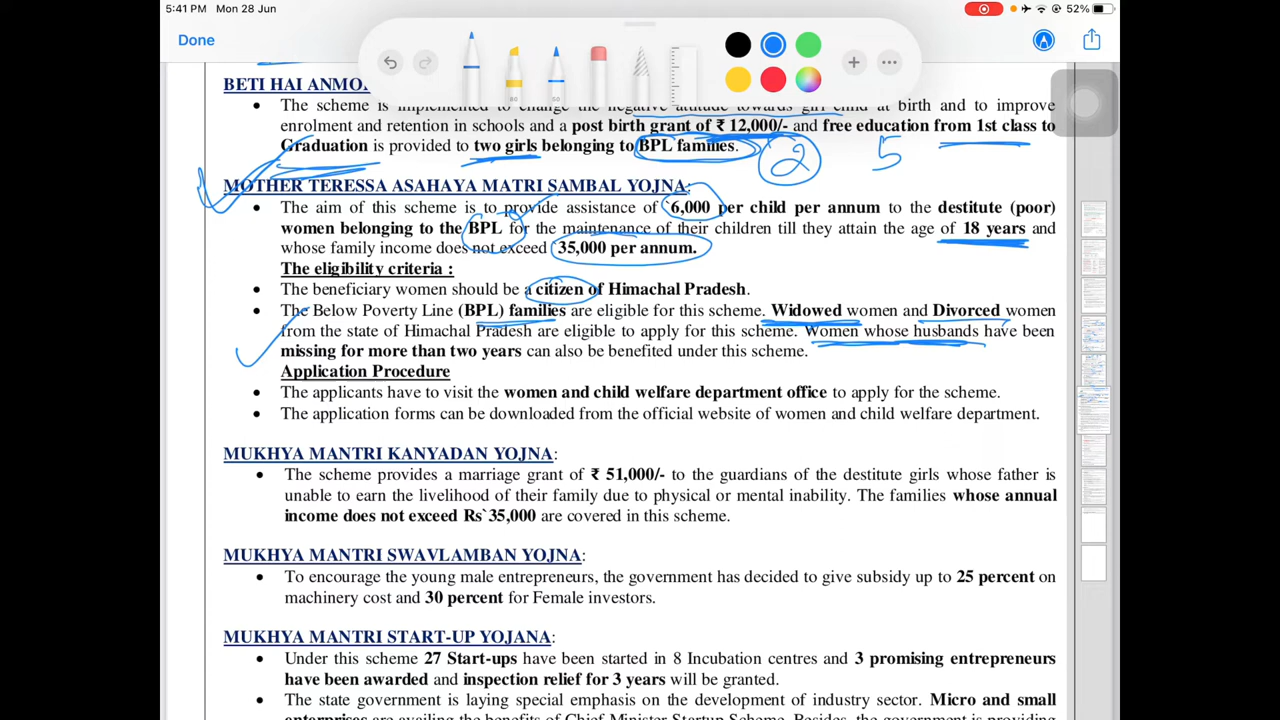 5:41 PM Mon 28 Jun 52%
Done
BETI HAI ANMO
• The scheme is implemented to change the negative attitude towards girl child at birth and to improve
enrolment and retention in schools and a post birth grant of ₹ 12,000/- and free education from 1st class to
Graduation is provided to two girls belonging to BPL families. 2 5
MOTHER TERESSA ASAHAYA MATRI SAMBAL YOJNA:
• The aim of this scheme is to provide assistance of `6,000 per child per annum to the destitute (poor)
women belonging to the BPL for the maintenance of their children till they attain the age of 18 years and
whose family income does not exceed `35,000 per annum.
The eligibility criteria :
• The beneficiary women should be a citizen of Himachal Pradesh.
• The Below Poverty Line (BPL) families are eligible for this scheme. Widowed women and Divorced women
from the state of Himachal Pradesh are eligible to apply for this scheme. Women whose husbands have been
missing for more than two years can also be benefited under this scheme.
Application Procedure
• The applicants have to visit the women and child welfare department office to apply for the scheme.
• The application forms can be downloaded from the official website of women and child welfare department.
MUKHYA MANTRI KANYADAN YOJNA:
• The scheme provides a marriage grant of ₹ 51,000/- to the guardians of the destitute girls whose father is
unable to earn the livelihood of their family due to physical or mental inability. The families whose annual
income does not exceed Rs`35,000 are covered in this scheme.
MUKHYA MANTRI SWAVLAMBAN YOJNA:
• To encourage the young male entrepreneurs, the government has decided to give subsidy up to 25 percent on
machinery cost and 30 percent for Female investors.
MUKHYA MANTRI START-UP YOJANA:
• Under this scheme 27 Start-ups have been started in 8 Incubation centres and 3 promising entrepreneurs
have been awarded and inspection relief for 3 years will be granted.
• The state government is laying special emphasis on the development of industry sector. Micro and small
enterprises are availing the benefits of Chief Minister Startup Scheme. Besides, the government is providing